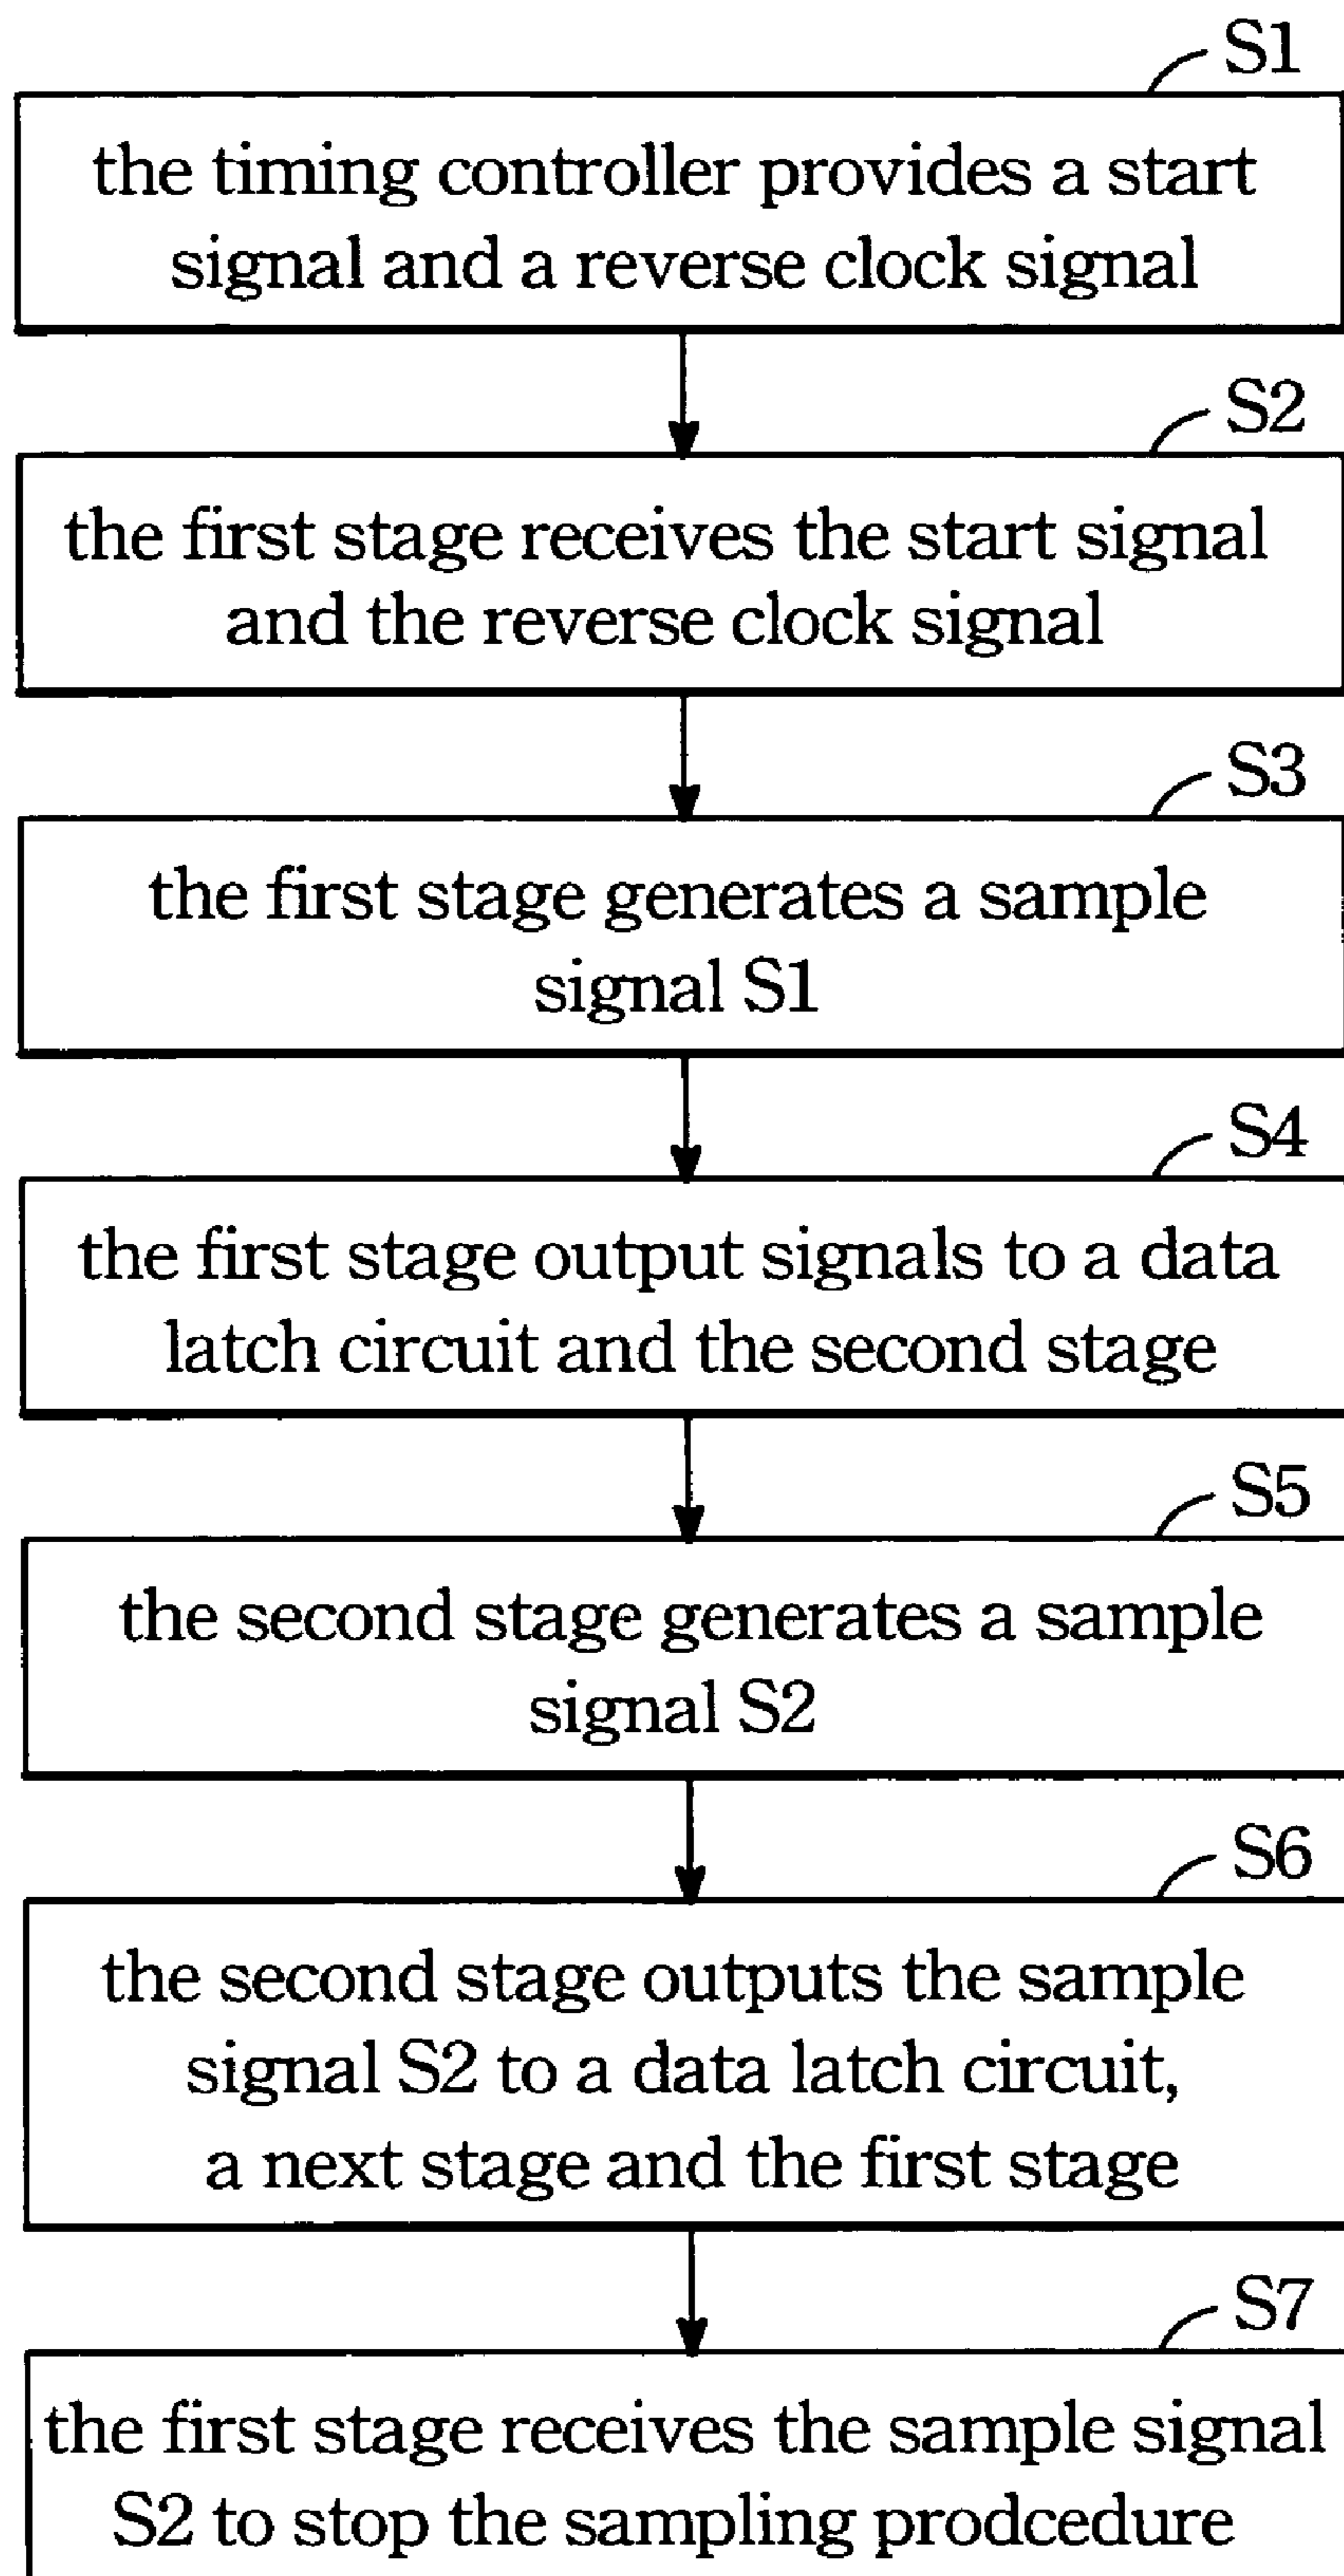 S1
the timing controller provides a start
signal and a reverse clock signal
S2
the first stage receives the start signal
and the reverse clock signal
S3
the first stage generates a sample
signal S1
S4
the first stage output signals to a data
latch circuit and the second stage
S5
the second stage generates a sample
signal S2
S6
the second stage outputs the sample
signal S2 to a data latch circuit,
a next stage and the first stage
S7
the first stage receives the sample signal
S2 to stop the sampling prodcedure